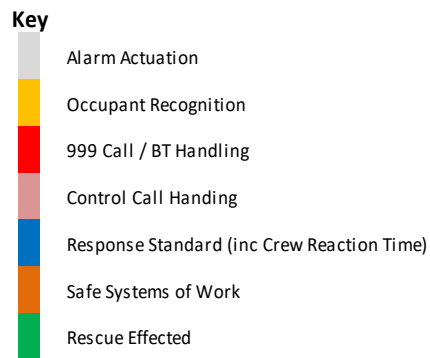 Key
Alarm Actuation
Occupant Recognition
999 Call / BT Handling
Control Call Handing
Response Standard (inc Crew Reaction Time)
Safe Systems of Work
Rescue Effected